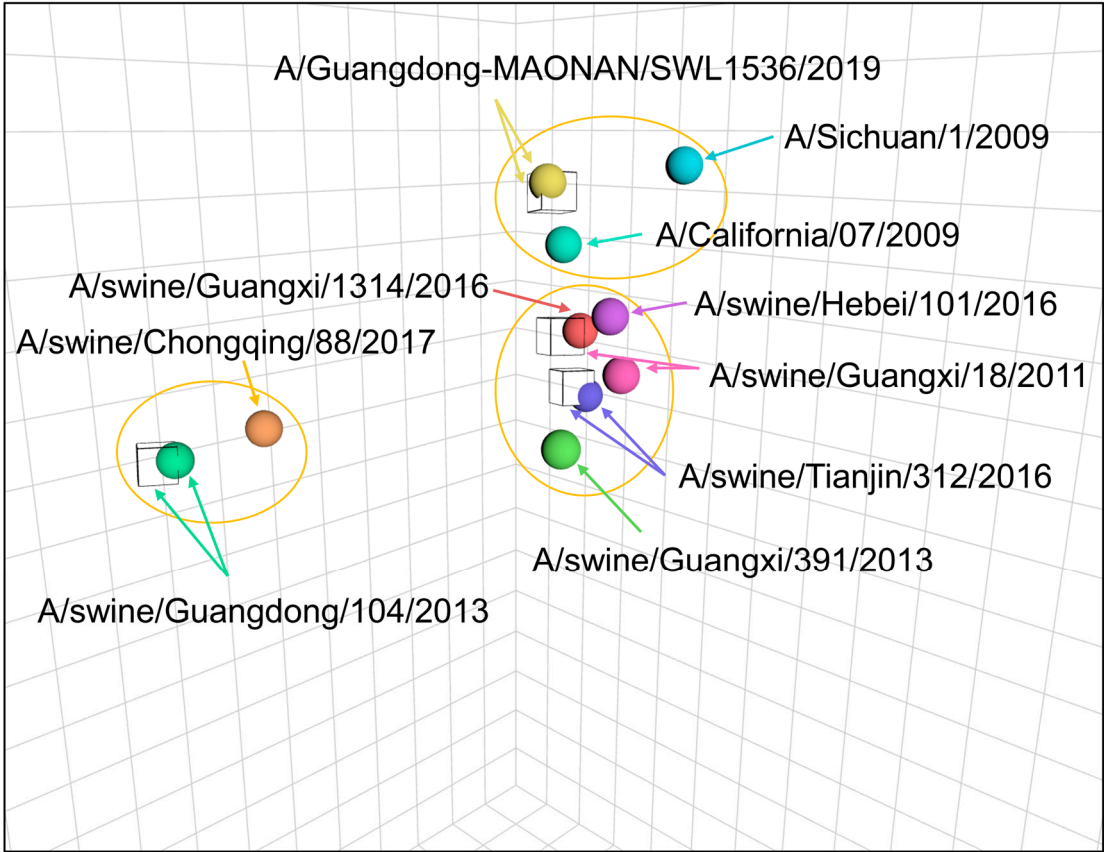 A/Guangdong-MAONAN/SWL1536/2019
A/Sichuan/1/2009
A/California/07/2009
A/swine/Guangxi/1314/2016
A/swine/Hebei/101/2016
A/swine/Chongqing/88/2017
A/swine/Guangxi/18/2011
A/swine/Tianjin/312/2016
A/swine/Guangxi/391/2013
A/swine/Guangdong/104/2013